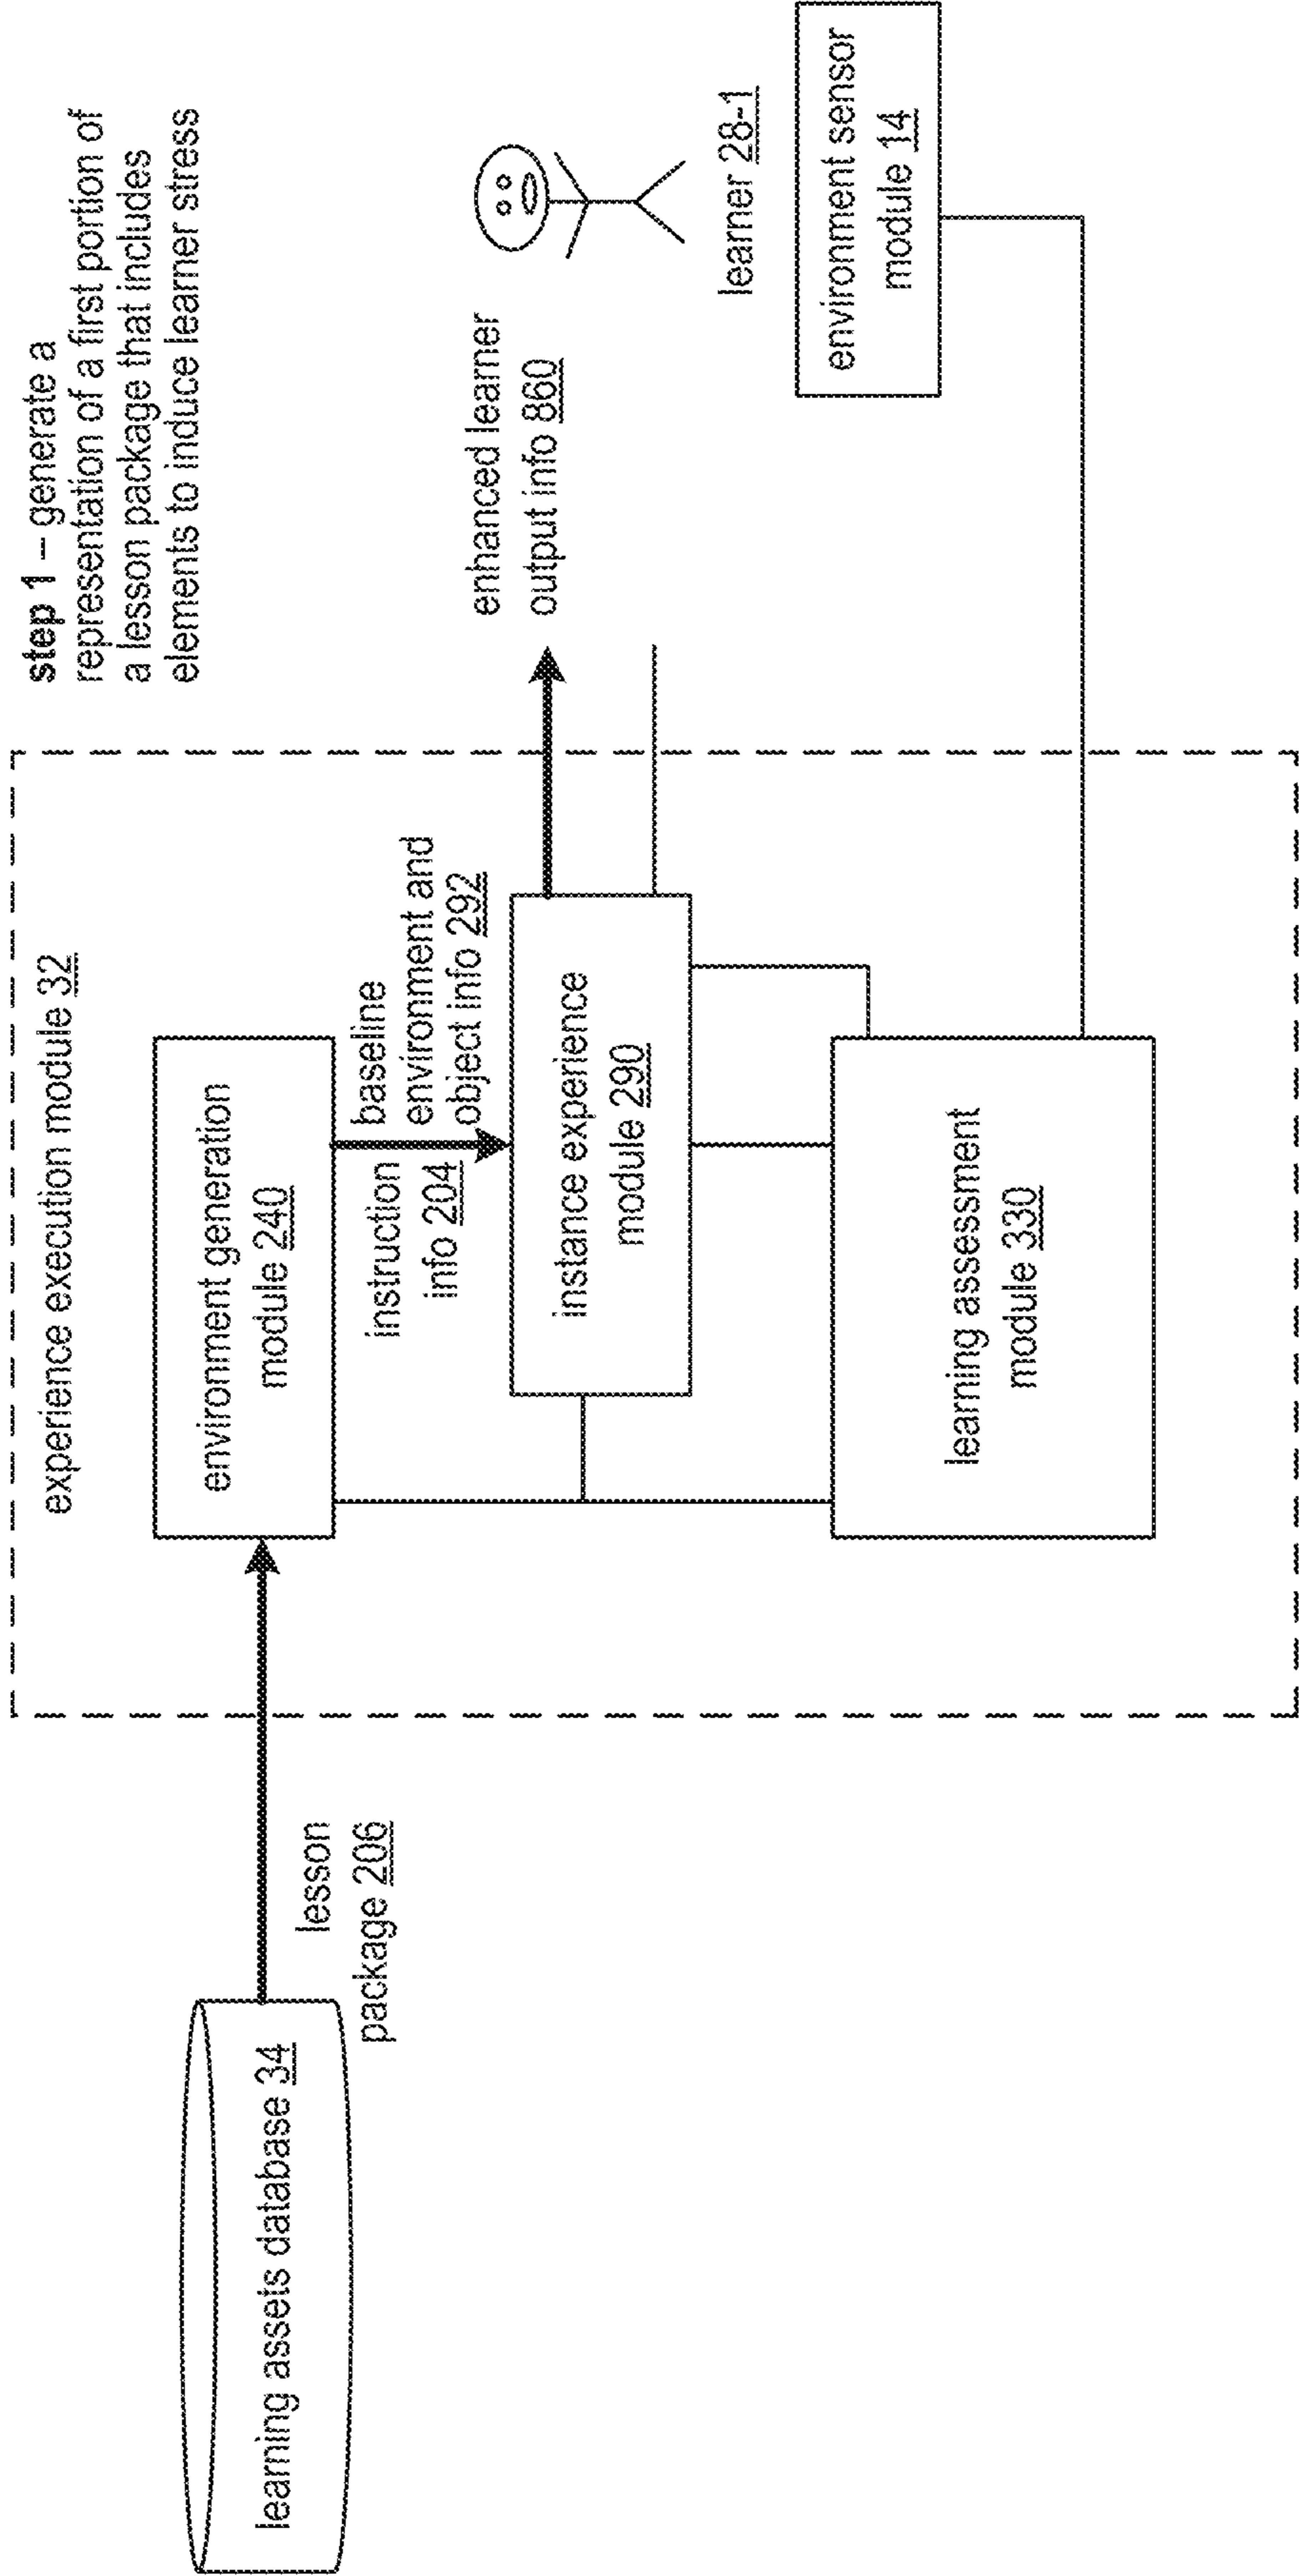 step 1 – generate a
representation of a first portion of
a lesson package that includes
elements to induce learner stress
experience execution module 32
learning assets database 34
lesson
package 206
environment generation
module 240
instruction
info 204
baseline
environment and
object info 292
instance experience
module 290
enhanced learner
output info 860
learner 28-1
learning assessment
module 330
environment sensor
module 14